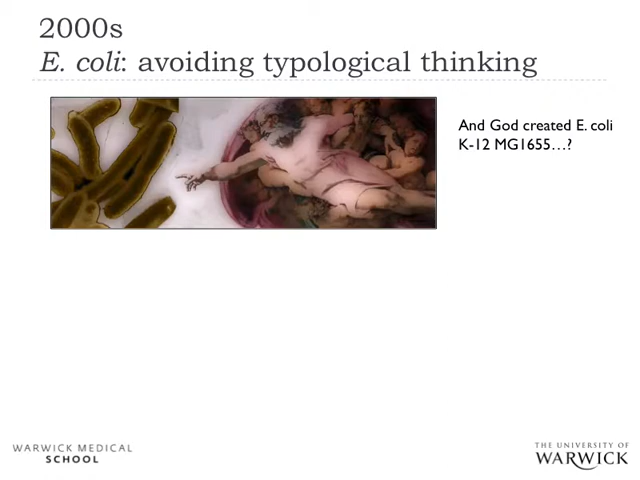 2000s
E. coli: avoiding typological thinking
And God created E. coli
K-12 MG1655…?
WARWICK MEDICAL
SCHOOL
THE UNIVERSITY OF
WARWICK